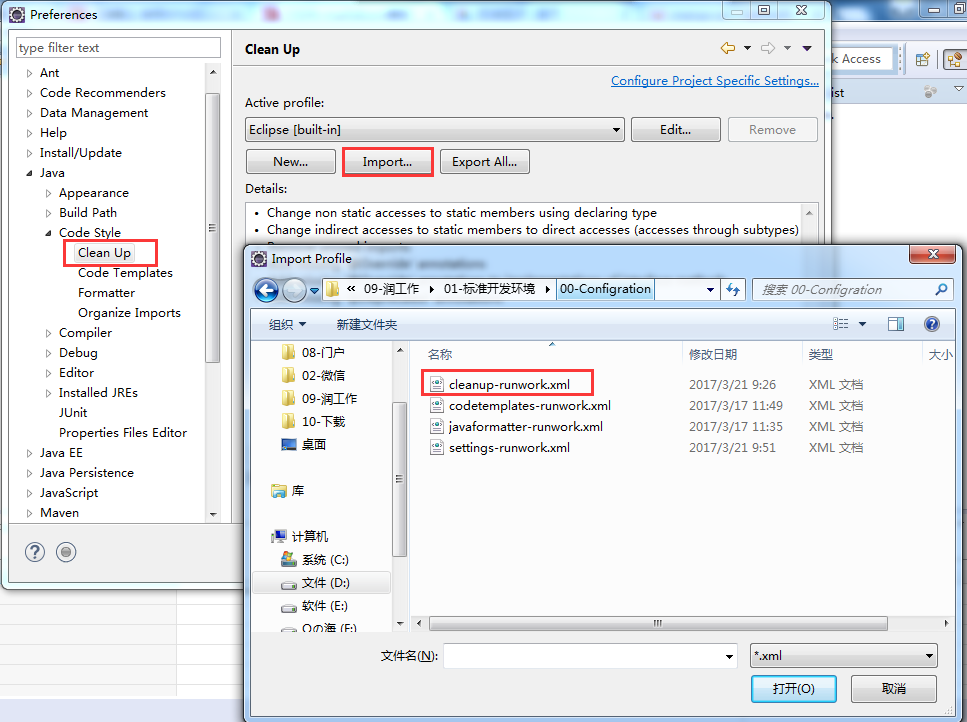 Preferences
type filter text
Ant
Code Recommenders
Data Management
Help
Install/Update
Java
Appearance
Build Path
Code Style
Clean Up
Code Templates
Formatter
Organize Imports
Compiler
Debug
Editor
Installed JREs
JUnit
Properties Files Editor
Java EE
Java Persistence
JavaScript
Maven
Clean Up
Configure Project Specific Settings...
Active profile:
Eclipse [built-in]
Edit...
Remove
New...
Import...
Export All...
Details:
• Change non static accesses to static members using declaring type
• Change indirect accesses to static members to direct accesses (accesses through subtypes)
k Access
ist
Import Profile
« 09-润工作
01-标准开发环境
00-Configration
搜索 00-Configration
组织
新建文件夹
08-门户
02-微信
09-润工作
10-下载
桌面
库
计算机
系统 (C:)
文件 (D:)
软件 (E:)
名称 修改日期 类型 大小
cleanup-runwork.xml 2017/3/21 9:26 XML 文档
codetemplates-runwork.xml 2017/3/17 11:49 XML 文档
javaformatter-runwork.xml 2017/3/17 11:35 XML 文档
settings-runwork.xml 2017/3/21 9:51 XML 文档
文件名(N):
*.xml
打开(O)
取消